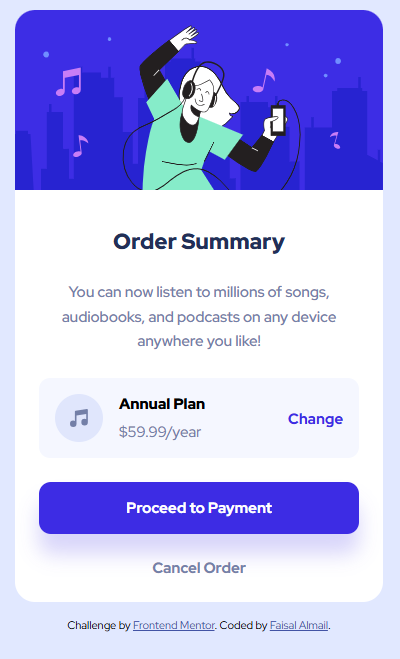 Order Summary
You can now listen to millions of songs,
audiobooks, and podcasts on any device
anywhere you like!
Annual Plan
$59.99/year
Change
Proceed to Payment
Cancel Order
Challenge by Frontend Mentor. Coded by Faisal Almail.